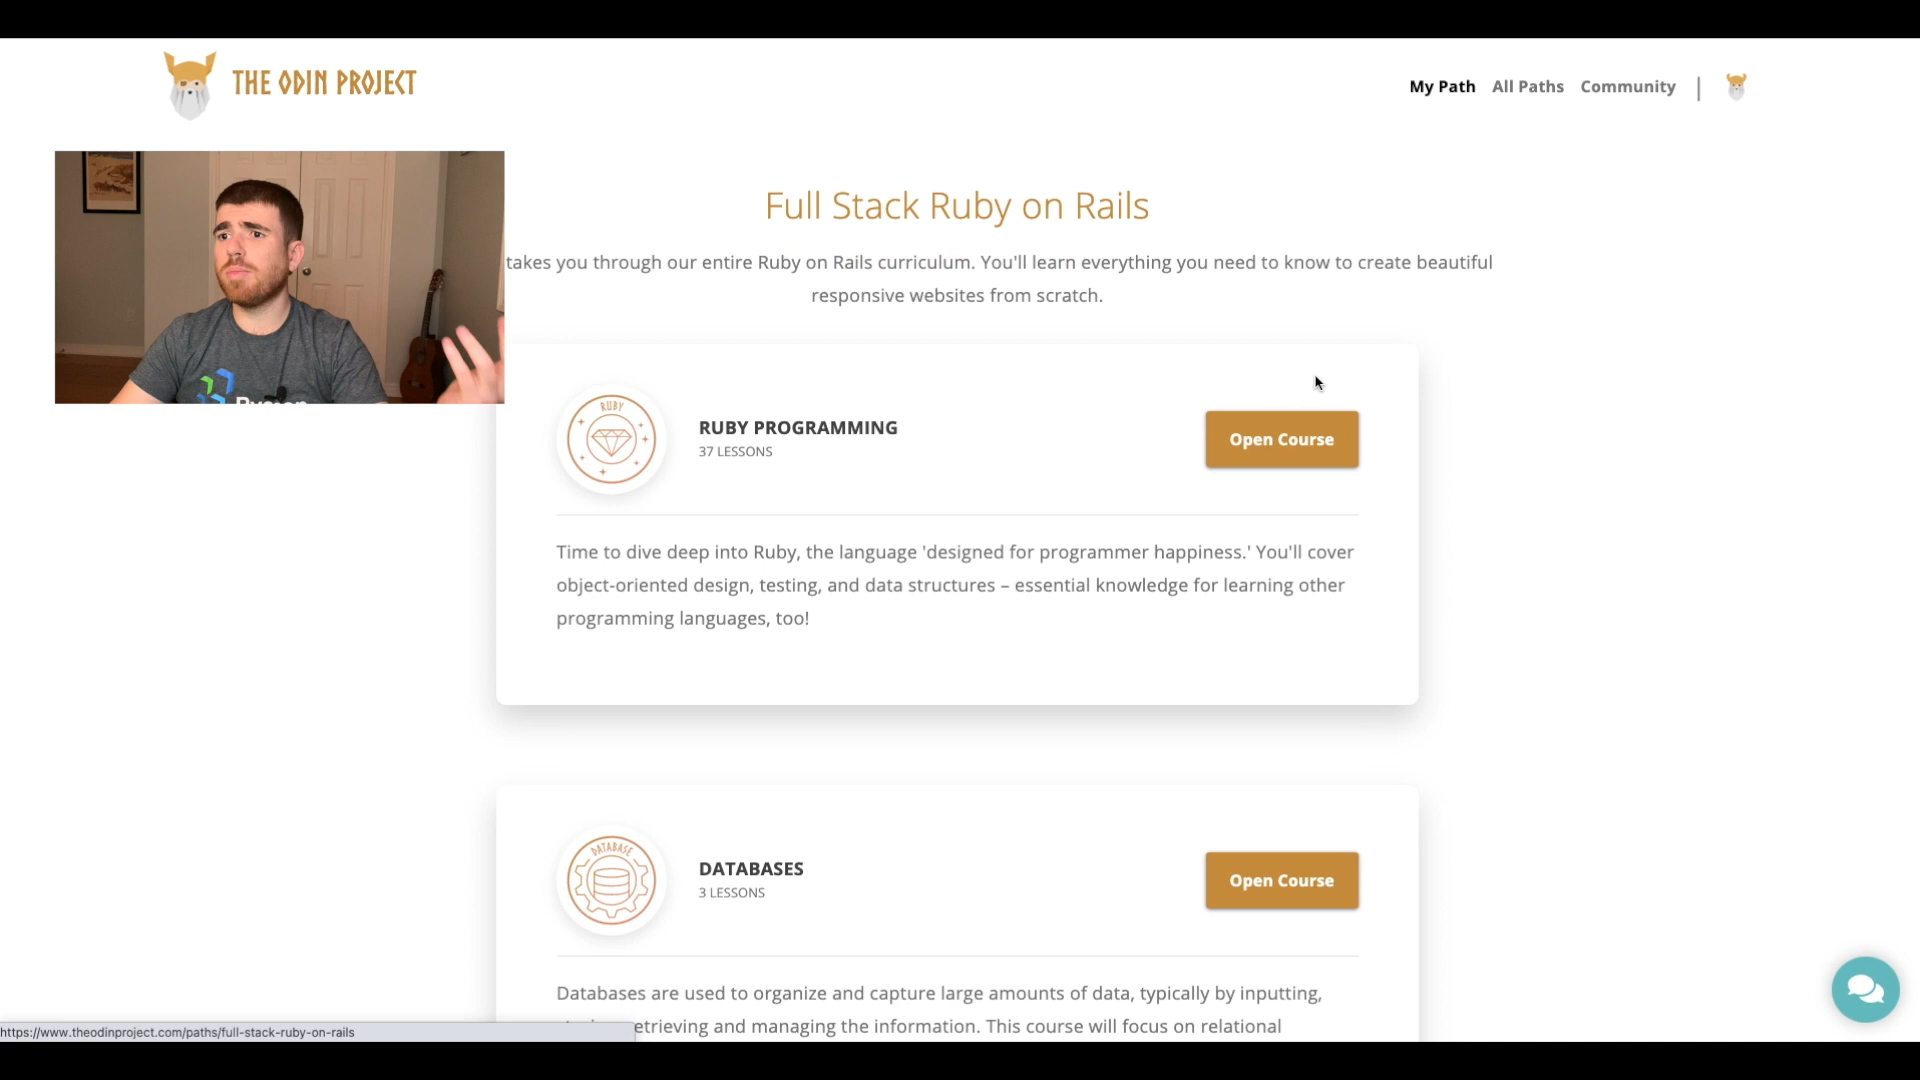 THE ODIN PROJECT
My Path
All Paths
Community
Full Stack Ruby on Rails
takes you through our entire Ruby on Rails curriculum. You'll learn everything you need to know to create beautiful
responsive websites from scratch.
RUBY
RUBY PROGRAMMING
37 LESSONS
Open Course
Time to dive deep into Ruby, the language 'designed for programmer happiness.' You'll cover
object-oriented design, testing, and data structures – essential knowledge for learning other
programming languages, too!
DATABASE
DATABASES
3 LESSONS
Open Course
Databases are used to organize and capture large amounts of data, typically by inputting,
and managing the information. This course will focus on relational
https://www.theodinproject.com/paths/full-stack-ruby-on-rails